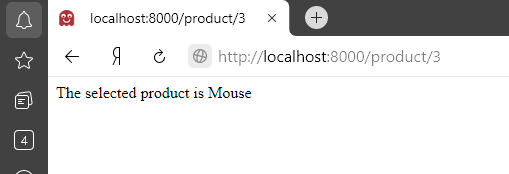 localhost:8000/product/3
Я
http://localhost:8000/product/3
The selected product is Mouse
4